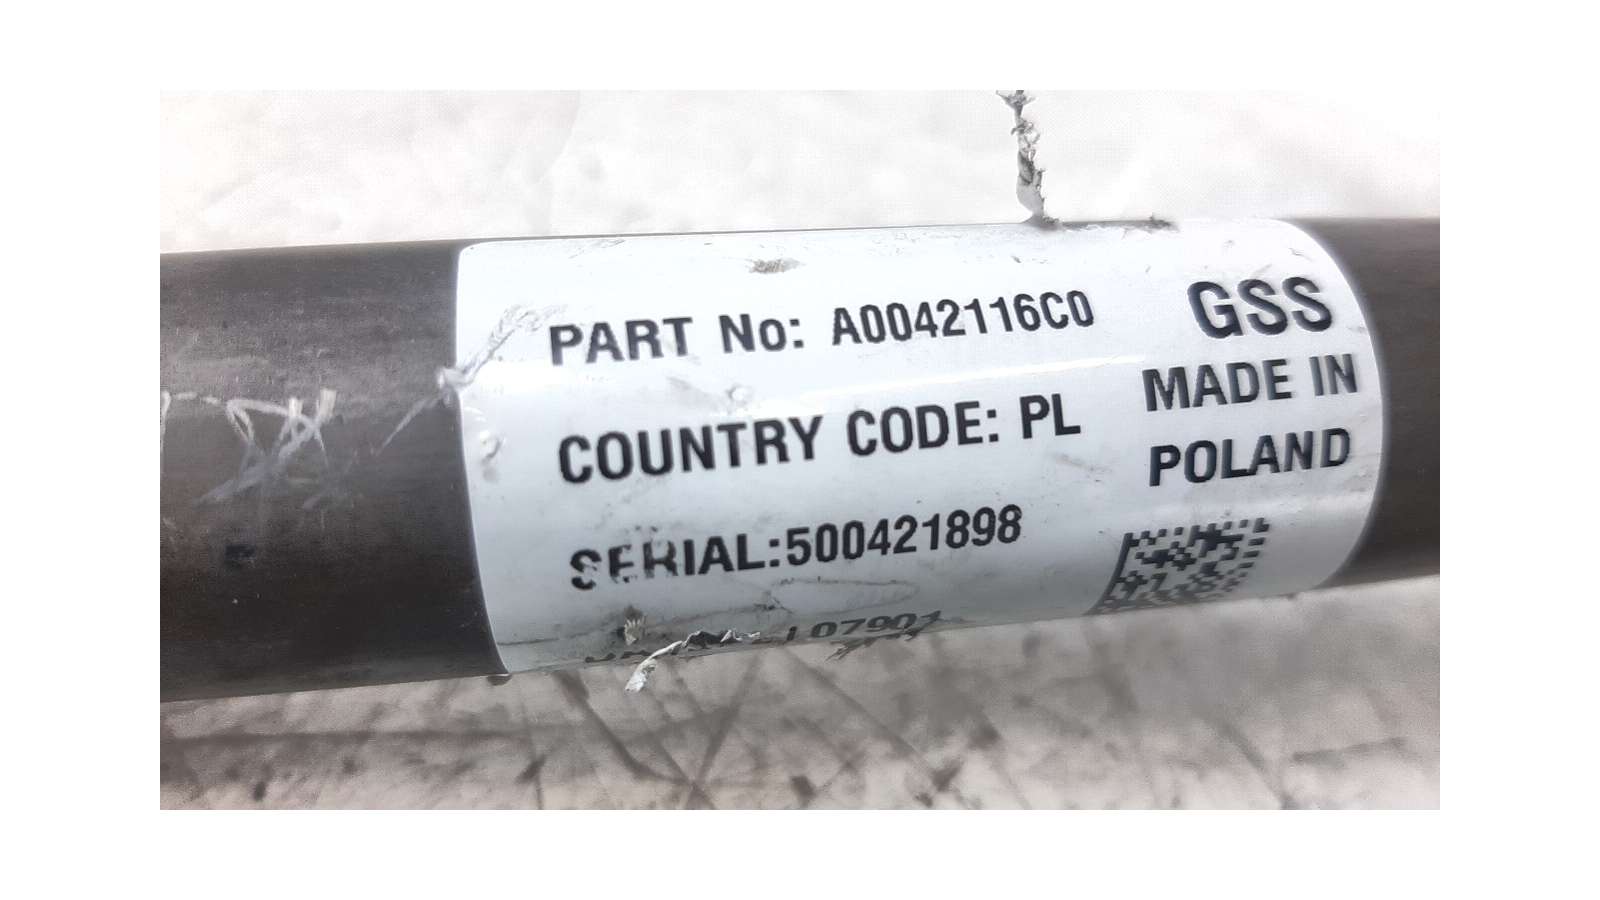 PART No: A0042116C0
COUNTRY CODE: PL
SERIAL:500421898
GSS
MADE IN
POLAND